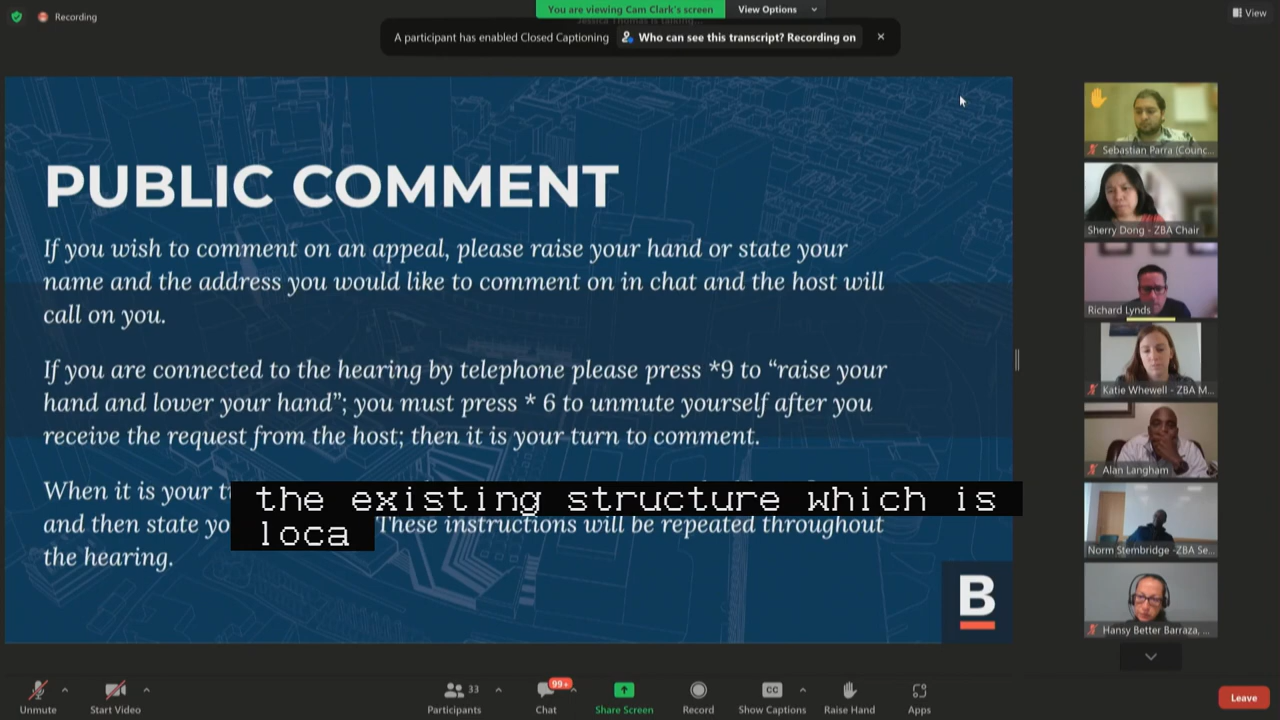 Recording
You are viewing Cam Clark's screen
View Options
View
Jessica Thomas is talking...
A participant has enabled Closed Captioning
Who can see this transcript? Recording on
PUBLIC COMMENT
If you wish to comment on an appeal, please raise your hand or state your
name and the address you would like to comment on in chat and the host will
call on you.
If you are connected to the hearing by telephone please press *9 to “raise your
hand and lower your hand”; you must press * 6 to unmute yourself after you
receive the request from the host; then it is your turn to comment.
When it is your t
and then state yo These instructions will be repeated throughout
the hearing.
the existing structure which is
loca
B
Sebastian Parra (Counc...
Sherry Dong - ZBA Chair
Richard Lynds
Katie Whewell - ZBA M...
Alan Langham
Norm Stembridge -ZBA Se...
Hansy Better Barraza, ...
Unmute
Start Video
Participants
33
Chat
99+
Share Screen
Record
CC
Show Captions
Raise Hand
Apps
Leave